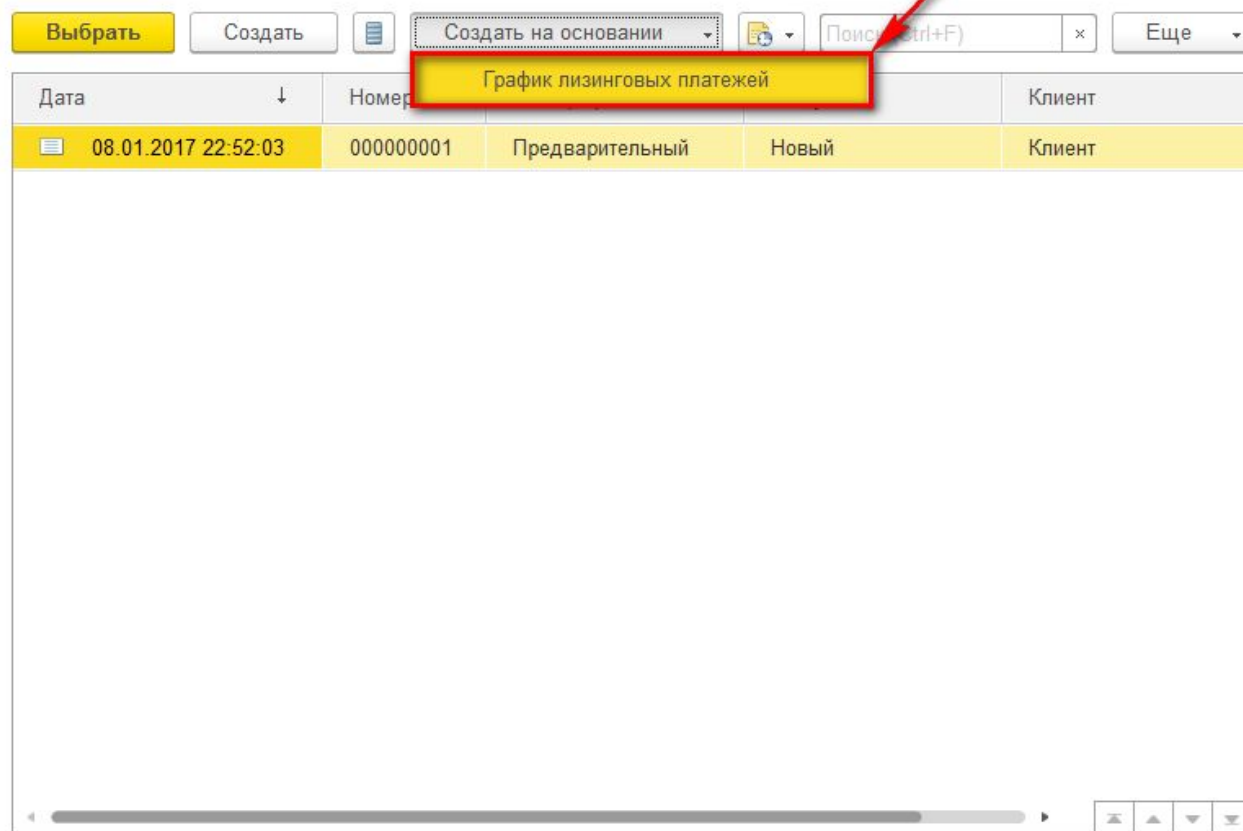 Выбрать Создать Создать на основании Еще
График лизинговых платежей
Дата ↓ Номер Клиент
08.01.2017 22:52:03 000000001 Предварительный Новый Клиент